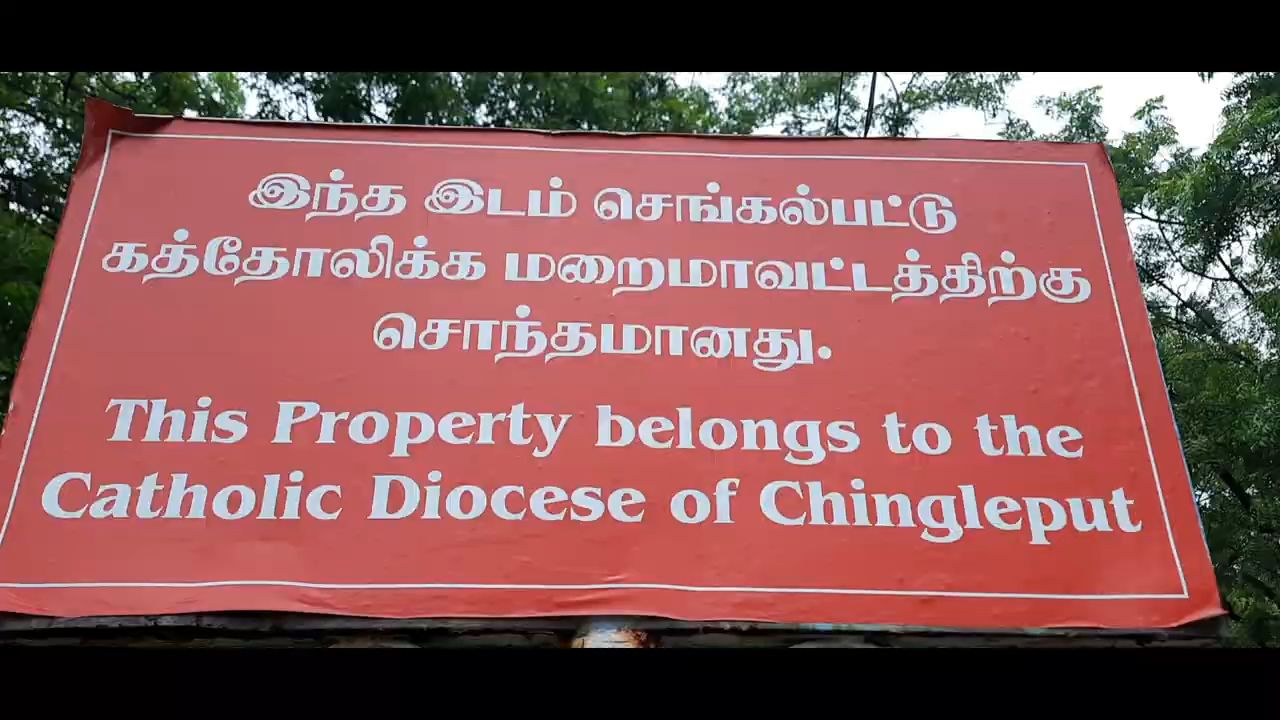 இந்த இடம் செங்கல்பட்டு
கத்தோலிக்க மறைமாவட்டத்திற்கு
சொந்தமானது.
This Property belongs to the
Catholic Diocese of Chingleput